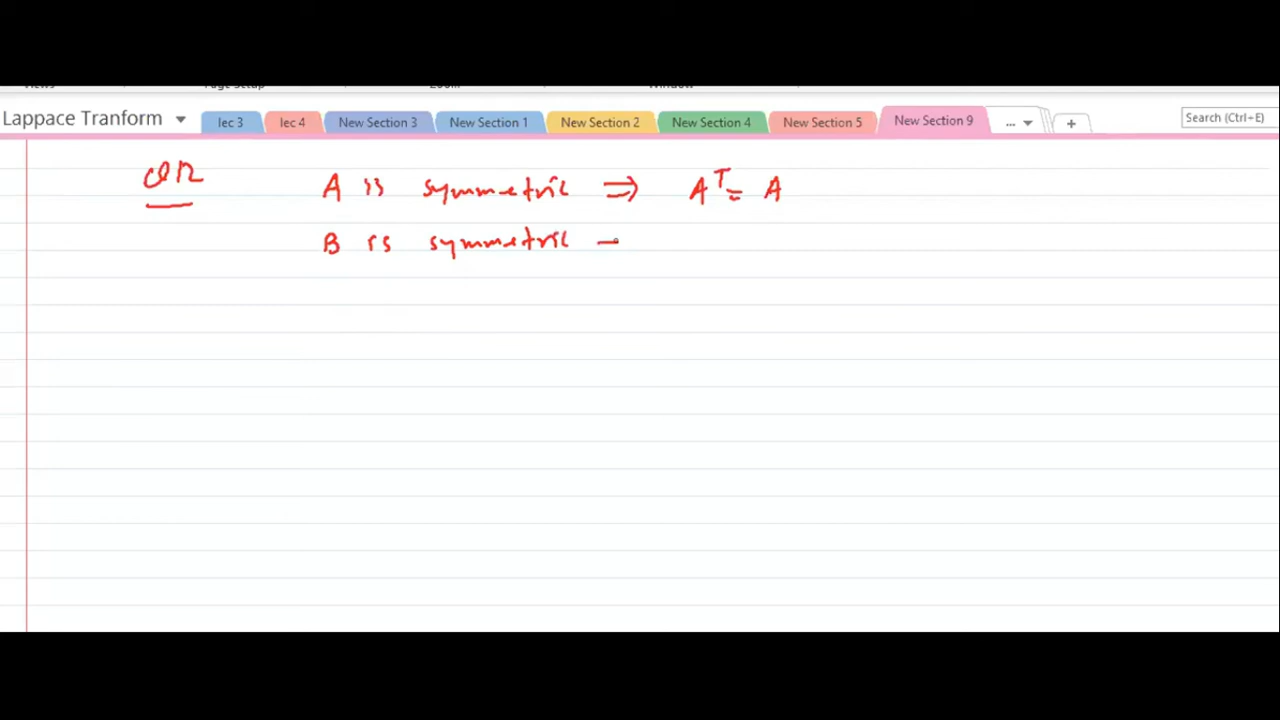 Lappace Tranform lec 3 lec 4 New Section 3 New Section 1 New Section 2 New Section 4 New Section 5 New Section 9 ... + Search (Ctrl+E)
A is symmetric ⇒ Aᵀ = A
B is symmetric –